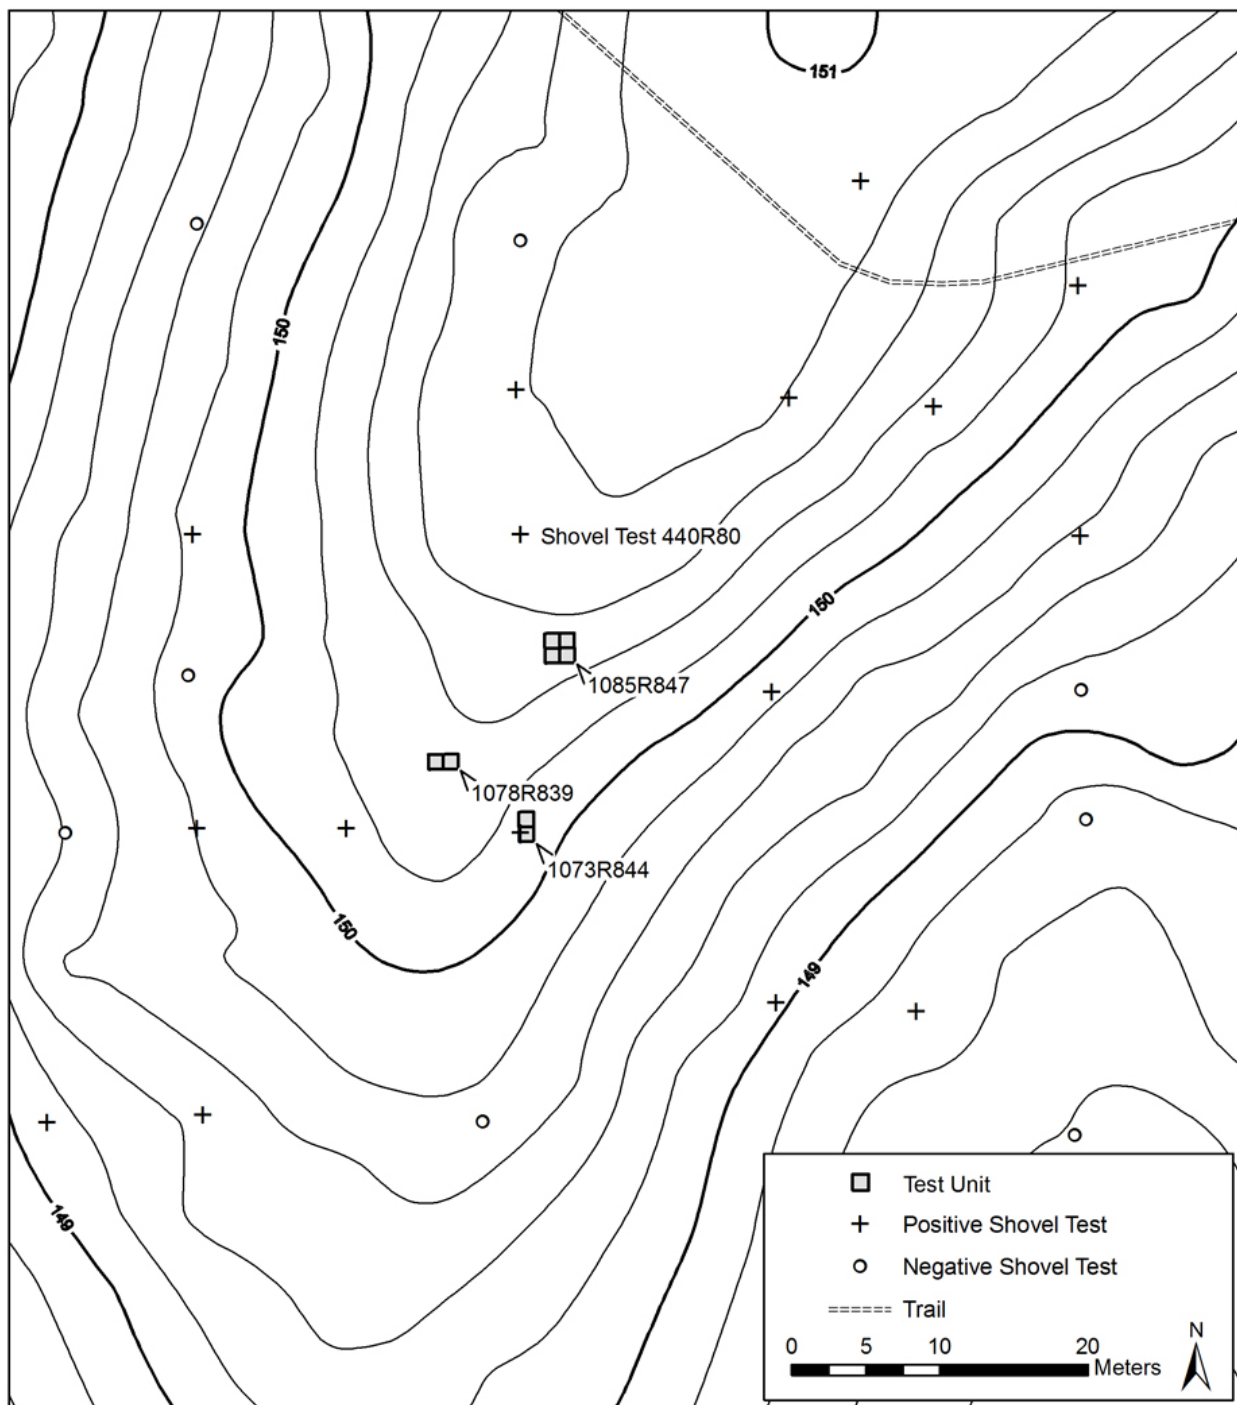 151
150
Shovel Test 440R80
150
1085R847
1078R839
1073R844
150
149
149
Test Unit
Positive Shovel Test
Negative Shovel Test
Trail
N
0 5 10 20
Meters